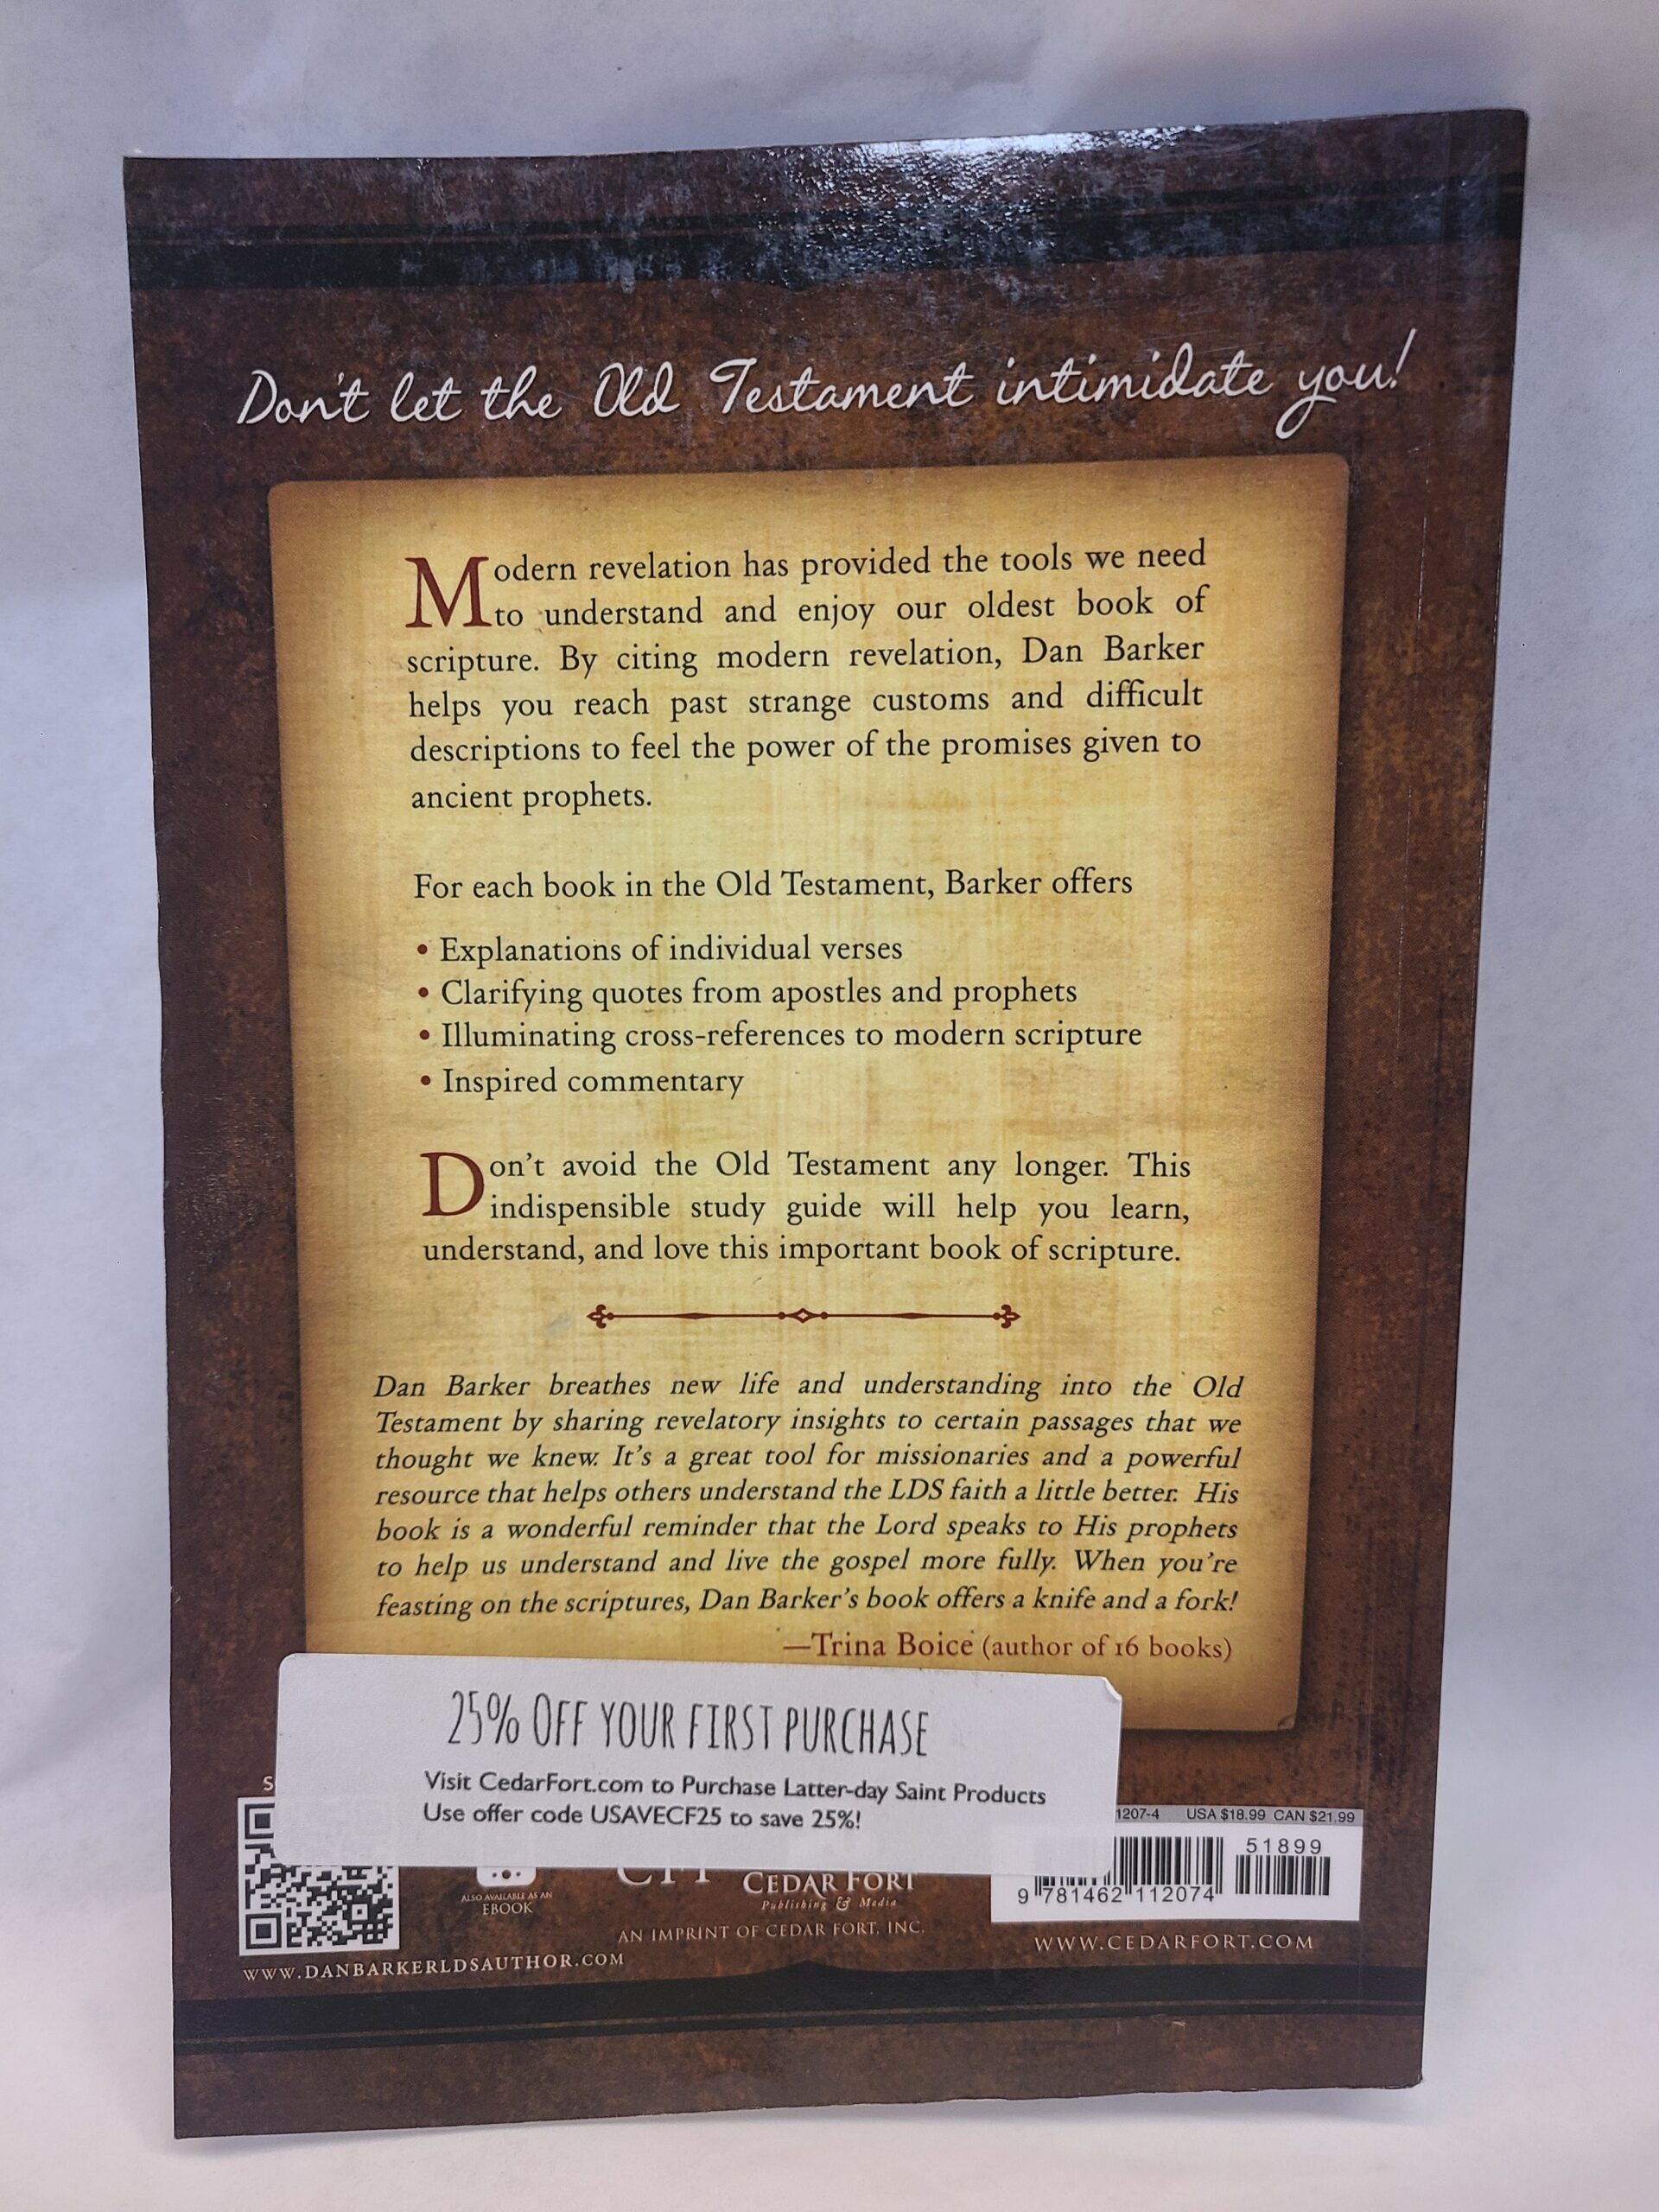 Don't let the Old Testament intimidate you!
Modern revelation has provided the tools we need
to understand and enjoy our oldest book of
scripture. By citing modern revelation, Dan Barker
helps you reach past strange customs and difficult
descriptions to feel the power of the promises given to
ancient prophets.
For each book in the Old Testament, Barker offers
• Explanations of individual verses
• Clarifying quotes from apostles and prophets
• Illuminating cross-references to modern scripture
• Inspired commentary
Don't avoid the Old Testament any longer. This
indispensible study guide will help you learn,
understand, and love this important book of scripture.
Dan Barker breathes new life and understanding into the Old
Testament by sharing revelatory insights to certain passages that we
thought we knew. It's a great tool for missionaries and a powerful
resource that helps others understand the LDS faith a little better. His
book is a wonderful reminder that the Lord speaks to His prophets
to help us understand and live the gospel more fully. When you're
feasting on the scriptures, Dan Barker's book offers a knife and a fork!
—Trina Boice (author of 16 books)
25% OFF YOUR FIRST PURCHASE
Visit CedarFort.com to Purchase Latter-day Saint Products
Use offer code USAVECF25 to save 25%!
1207-4 USA $18.99 CAN $21.99
51899
9 781462 112074
ALSO AVAILABLE AS AN
EBOOK
CEDAR FORT
Publishing & Media
AN IMPRINT OF CEDAR FORT, INC.
WWW.CEDARFORT.COM
WWW.DANBARKERLDSAUTHOR.COM